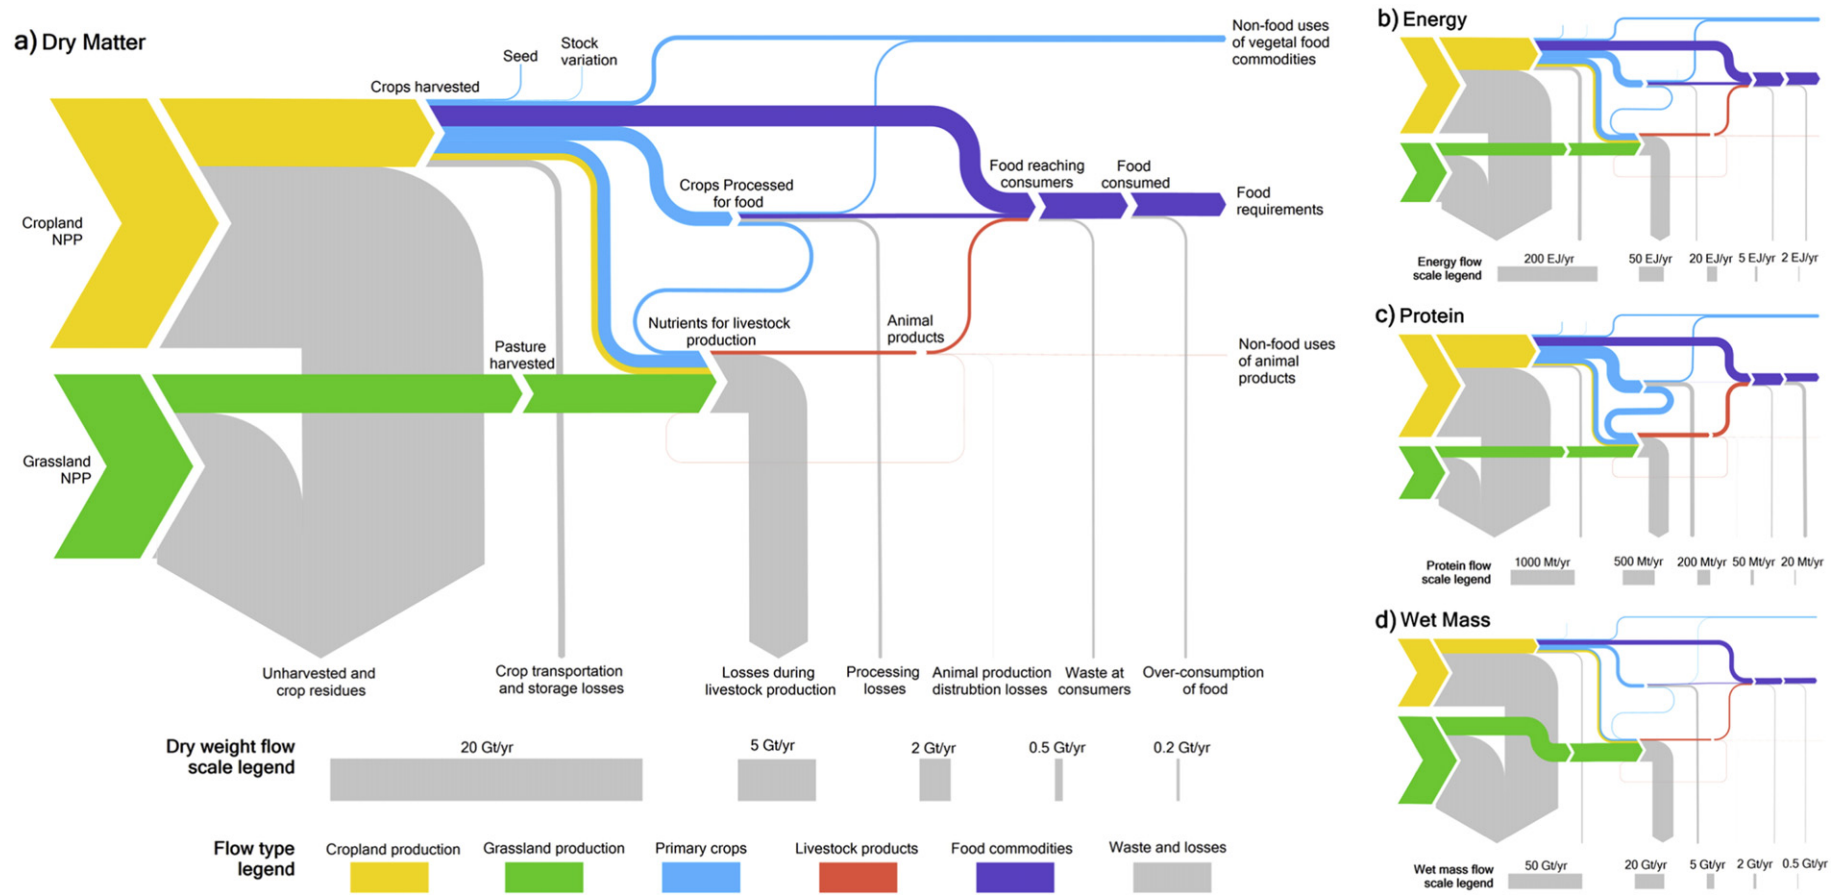 a) Dry Matter
Seed
Stock
variation
Crops harvested
Non-food uses
of vegetal food
commodities
Cropland
NPP
Crops Processed
for food
Food reaching
consumers
Food
consumed
Food
requirements
Nutrients for livestock
production
Animal
products
Pasture
harvested
Non-food uses
of animal
products
Grassland
NPP
Unharvested and
crop residues
Crop transportation
and storage losses
Losses during
livestock production
Processing
losses
Animal production
distrubtion losses
Waste at
consumers
Over-consumption
of food
Dry weight flow
scale legend
20 Gt/yr
5 Gt/yr
2 Gt/yr
0.5 Gt/yr
0.2 Gt/yr
Flow type
legend
Cropland production
Grassland production
Primary crops
Livestock products
Food commodities
Waste and losses
b) Energy
Energy flow
scale legend
200 EJ/yr
50 EJ/yr
20 EJ/yr
5 EJ/yr
2 EJ/yr
c) Protein
Protein flow
scale legend
1000 Mt/yr
500 Mt/yr
200 Mt/yr
50 Mt/yr
20 Mt/yr
d) Wet Mass
Wet mass flow
scale legend
50 Gt/yr
20 Gt/yr
5 Gt/yr
2 Gt/yr
0.5 Gt/yr